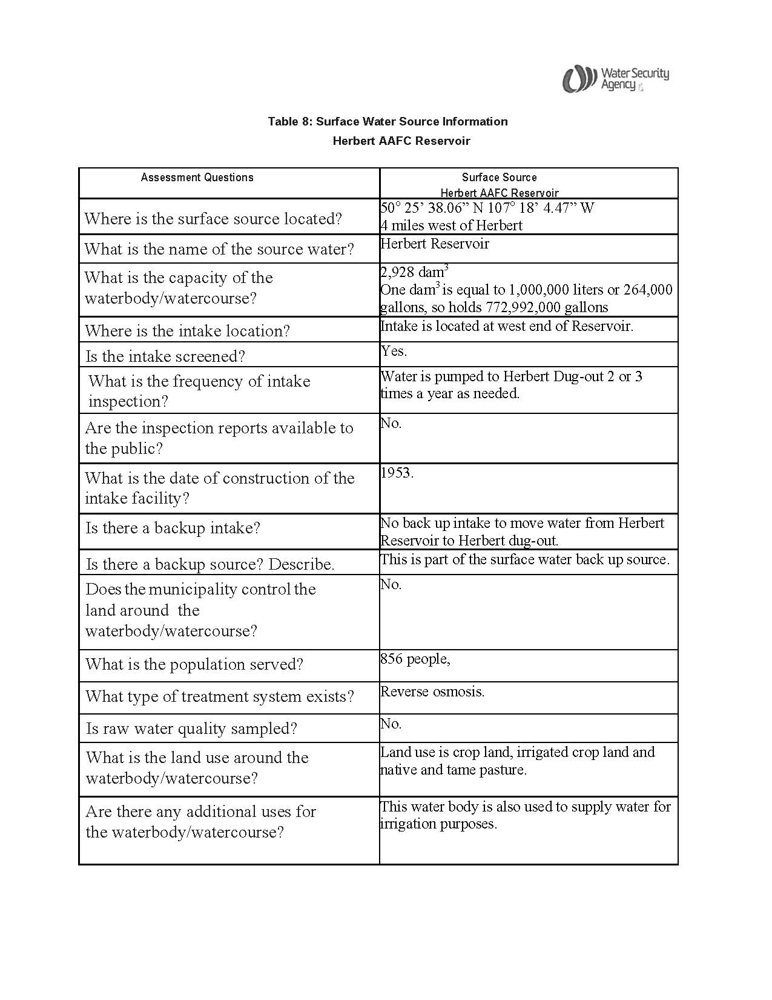 Water Security
Agency
Table 8: Surface Water Source Information
Herbert AAFC Reservoir
Assessment Questions
Surface Source
Herbert AAFC Reservoir
Where is the surface source located?
50° 25’ 38.06” N 107° 18’ 4.47” W
4 miles west of Herbert
What is the name of the source water?
Herbert Reservoir
What is the capacity of the
waterbody/watercourse?
2,928 dam³
One dam³ is equal to 1,000,000 liters or 264,000
gallons, so holds 772,992,000 gallons
Where is the intake location?
Intake is located at west end of Reservoir.
Is the intake screened?
Yes.
What is the frequency of intake
inspection?
Water is pumped to Herbert Dug-out 2 or 3
times a year as needed.
Are the inspection reports available to
the public?
No.
What is the date of construction of the
intake facility?
1953.
Is there a backup intake?
No back up intake to move water from Herbert
Reservoir to Herbert dug-out.
Is there a backup source? Describe.
This is part of the surface water back up source.
Does the municipality control the
land around the
waterbody/watercourse?
No.
What is the population served?
856 people,
What type of treatment system exists?
Reverse osmosis.
Is raw water quality sampled?
No.
What is the land use around the
waterbody/watercourse?
Land use is crop land, irrigated crop land and
native and tame pasture.
Are there any additional uses for
the waterbody/watercourse?
This water body is also used to supply water for
irrigation purposes.